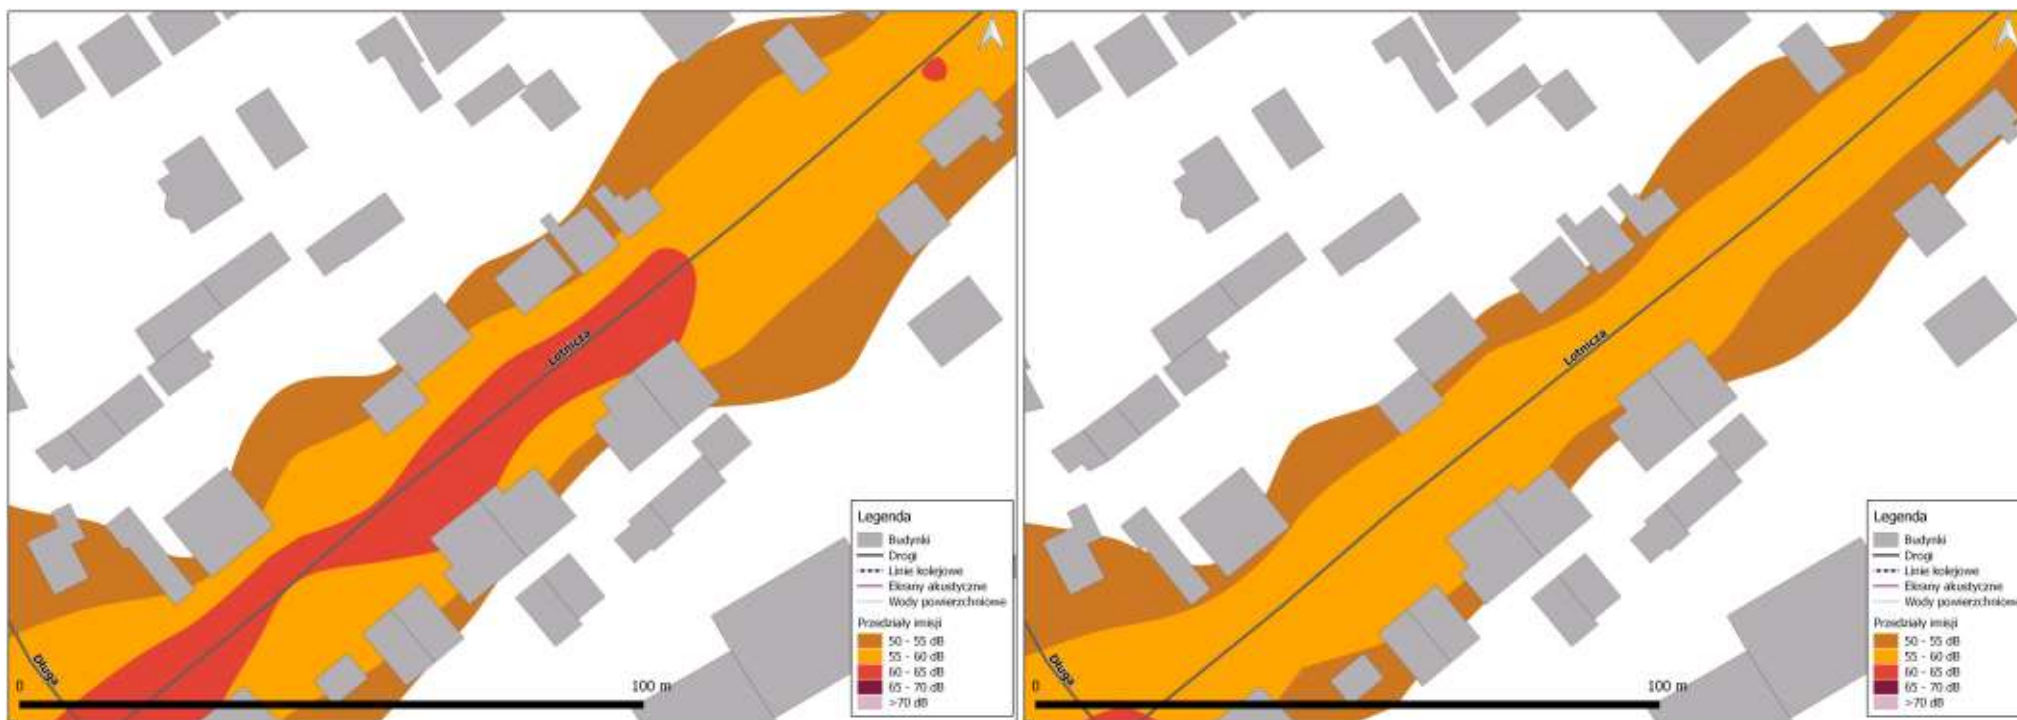 Lotnicza
Długa
0
100 m
Legenda
Budynki
Drogi
Linie kolejowe
Ekrany akustyczne
Wody powierzchniowe
Przedziały imisji
50 - 55 dB
55 - 60 dB
60 - 65 dB
65 - 70 dB
>70 dB
Lotnicza
Długa
0
100 m
Legenda
Budynki
Drogi
Linie kolejowe
Ekrany akustyczne
Wody powierzchniowe
Przedziały imisji
50 - 55 dB
55 - 60 dB
60 - 65 dB
65 - 70 dB
>70 dB